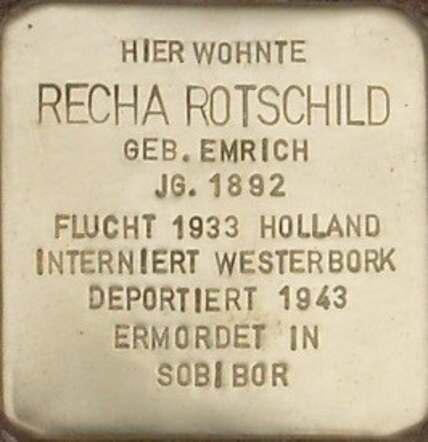 HIER WOHNTE
RECHA ROTSCHILD
GEB. EMRICH
JG. 1892
FLUCHT 1933 HOLLAND
INTERNIERT WESTERBORK
DEPORTIERT 1943
ERMORDET IN
SOBIBOR